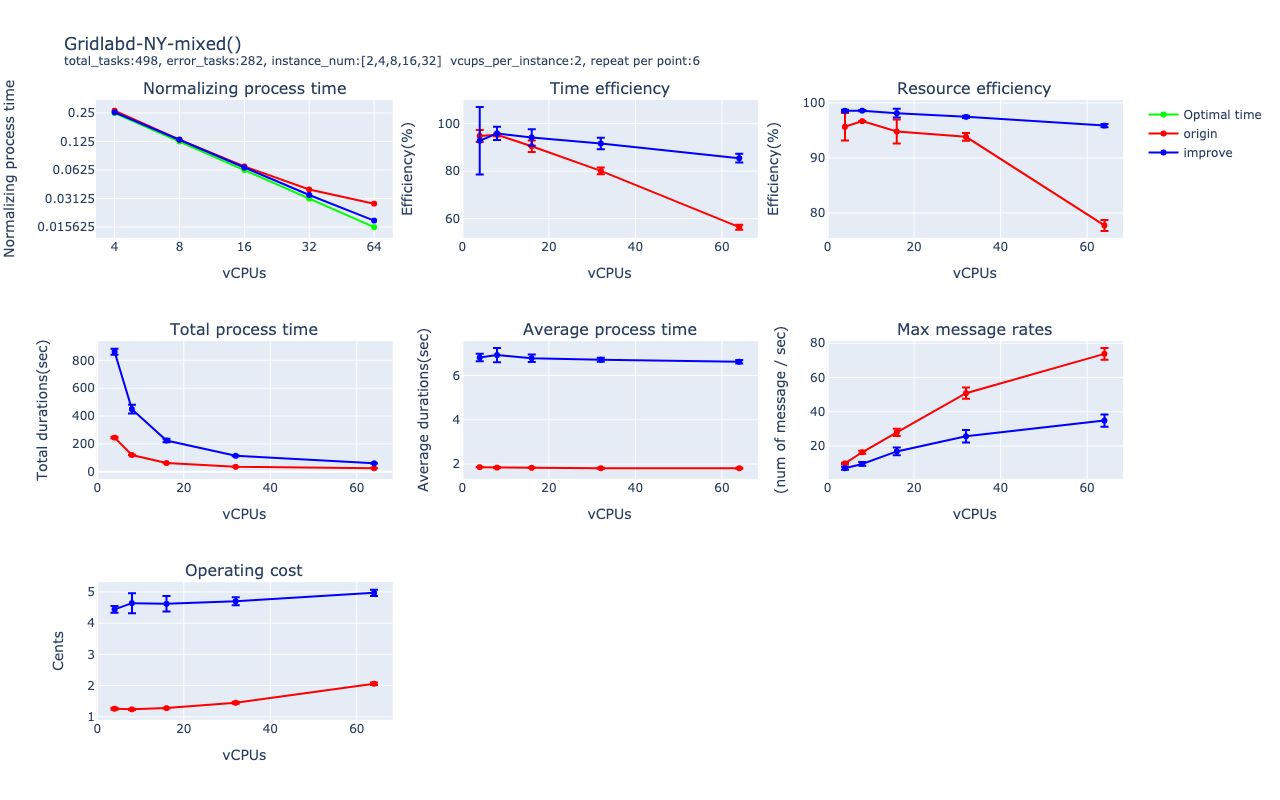 Gridlabd-NY-mixed()
total_tasks:498, error_tasks:282, instance_num:[2,4,8,16,32]  vcups_per_instance:2, repeat per point:6
Normalizing process time
Normalizing process time
0.25
0.125
0.0625
0.03125
0.015625
4 8 16 32 64
vCPUs
Time efficiency
Efficiency(%)
100
80
60
0 20 40 60
vCPUs
Resource efficiency
Efficiency(%)
100
90
80
0 20 40 60
vCPUs
Optimal time
origin
improve
Total process time
Total durations(sec)
800
600
400
200
0
0 20 40 60
vCPUs
Average process time
Average durations(sec)
6
4
2
0 20 40 60
vCPUs
Max message rates
(num of message / sec)
80
60
40
20
0 20 40 60
vCPUs
Operating cost
Cents
5
4
3
2
1
0 20 40 60
vCPUs